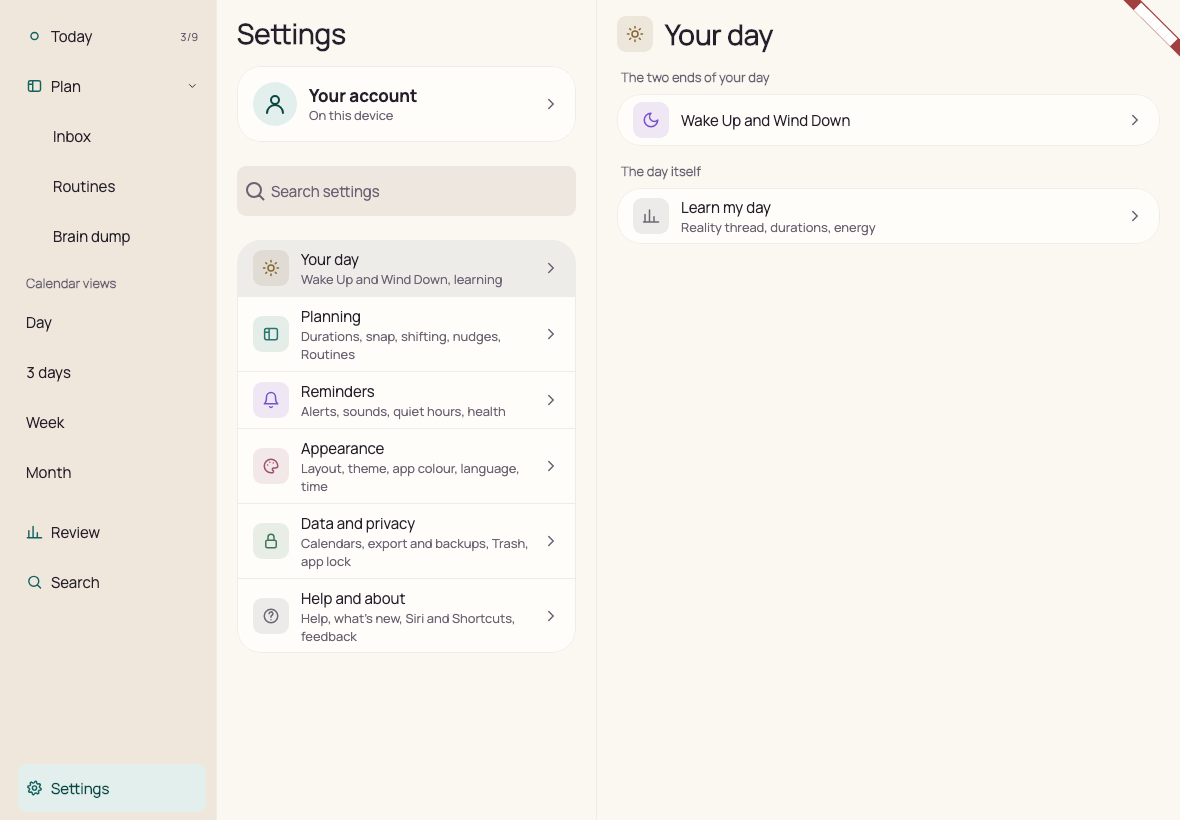 Today
3/9
Plan
Inbox
Routines
Brain dump
Calendar views
Day
3 days
Week
Month
Review
Search
Settings
Settings
Your account
On this device
Search settings
Your day
Wake Up and Wind Down, learning
Planning
Durations, snap, shifting, nudges,
Routines
Reminders
Alerts, sounds, quiet hours, health
Appearance
Layout, theme, app colour, language,
time
Data and privacy
Calendars, export and backups, Trash,
app lock
Help and about
Help, what's new, Siri and Shortcuts,
feedback
Your day
The two ends of your day
Wake Up and Wind Down
The day itself
Learn my day
Reality thread, durations, energy